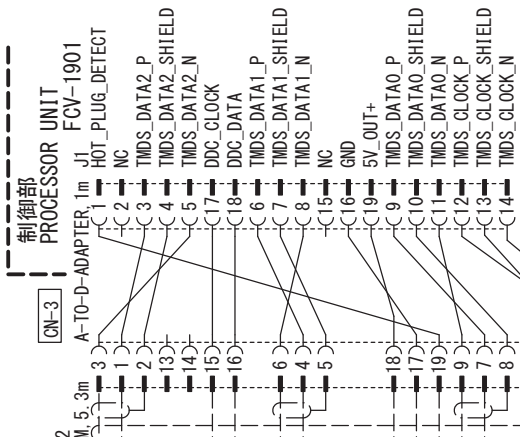 制御部
PROCESSOR UNIT
FCV-1901
CN-3
A-TO-D-ADAPTER, 1m
J1
1 HOT_PLUG_DETECT
2 NC
3 TMDS_DATA2_P
4 TMDS_DATA2_SHIELD
5 TMDS_DATA2_N
17 DDC_CLOCK
18 DDC_DATA
6 TMDS_DATA1_P
7 TMDS_DATA1_SHIELD
8 TMDS_DATA1_N
15 NC
16 GND
19 5V_OUT+
9 TMDS_DATA0_P
10 TMDS_DATA0_SHIELD
11 TMDS_DATA0_N
12 TMDS_CLOCK_P
13 TMDS_CLOCK_SHIELD
14 TMDS_CLOCK_N
3
1
2
13
14
15
16
6
4
5
18
17
19
9
7
8
2
M, 5.3m